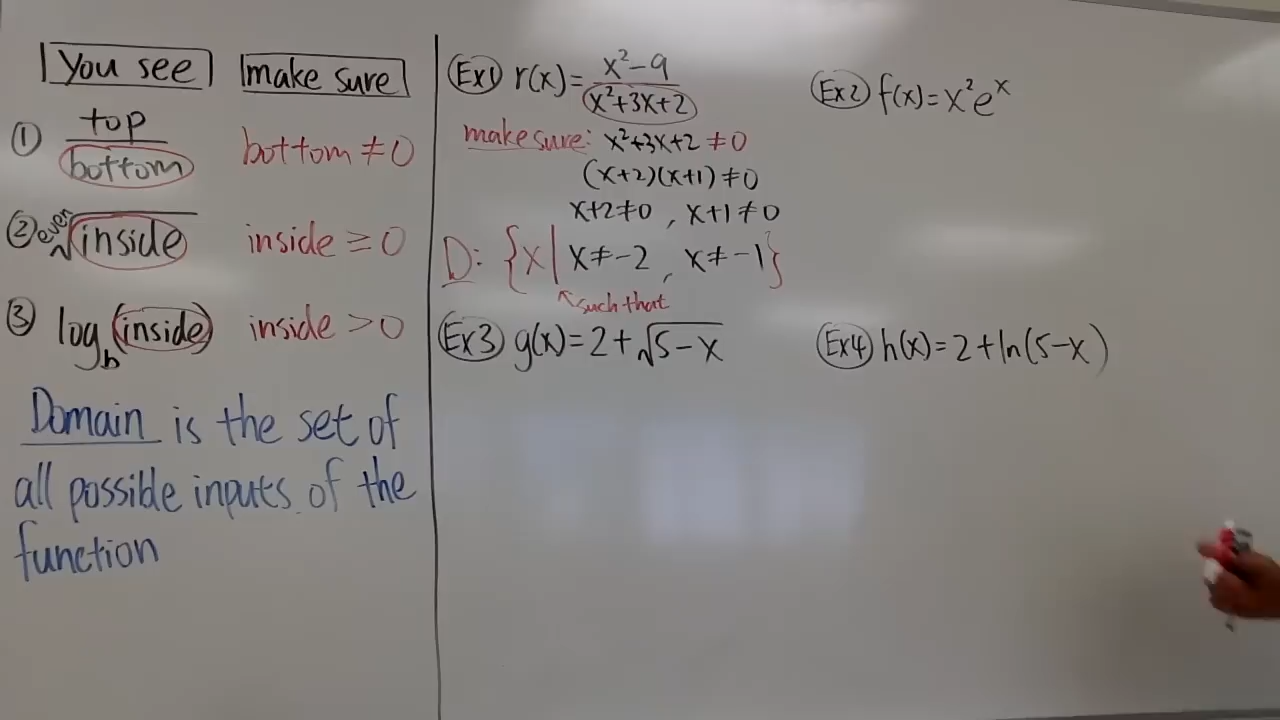 You see make sure
① top/bottom bottom ≠ 0
② even√inside inside ≥ 0
③ log_b(inside) inside > 0
Domain is the set of
all possible inputs of the
function
Ex1 r(x) = (x²-9)/(x²+3x+2)
make sure: x²+3x+2 ≠ 0
(x+2)(x+1) ≠ 0
x+2≠0 , x+1≠0
D: {x | x≠-2 , x≠-1}
such that
Ex2 f(x) = x²eˣ
Ex3 g(x) = 2+√(5-x)
Ex4 h(x) = 2+ln(5-x)